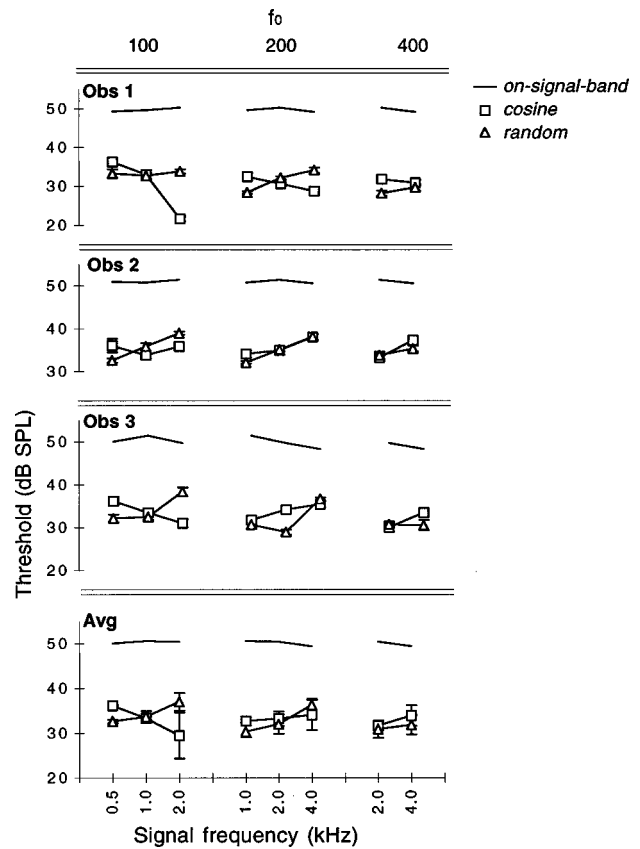 f0
100 200 400
on-signal-band
cosine
random
Obs 1
50
40
30
20
Obs 2
50
40
30
Obs 3
50
40
30
20
Avg
50
40
30
20
0.5 1.0 2.0 1.0 2.0 4.0 2.0 4.0
Threshold (dB SPL)
Signal frequency (kHz)